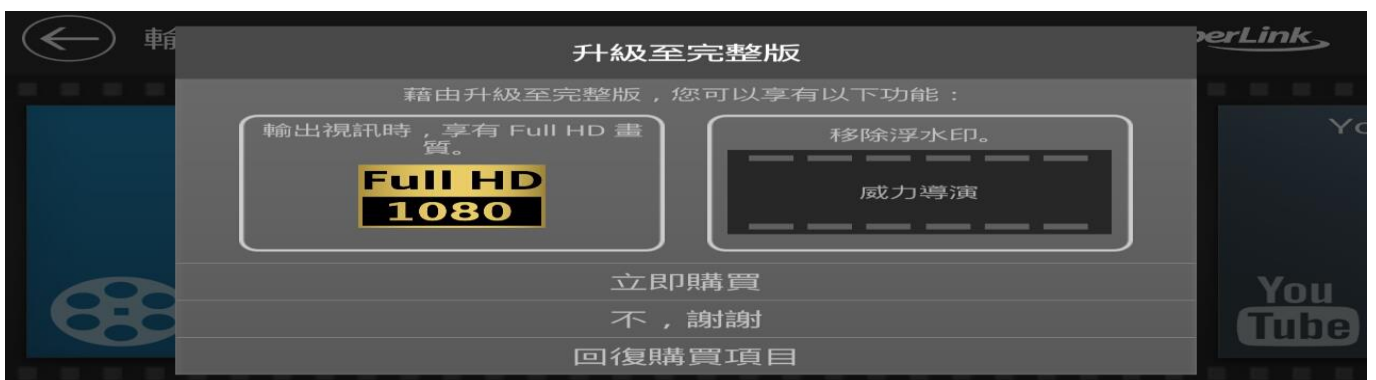 輸
升級至完整版
perLink
藉由升級至完整版，您可以享有以下功能：
輸出視訊時，享有 Full HD 畫
質。
Full HD
1080
移除浮水印。
威力導演
立即購買
不，謝謝
回復購買項目
Yo
You
Tube